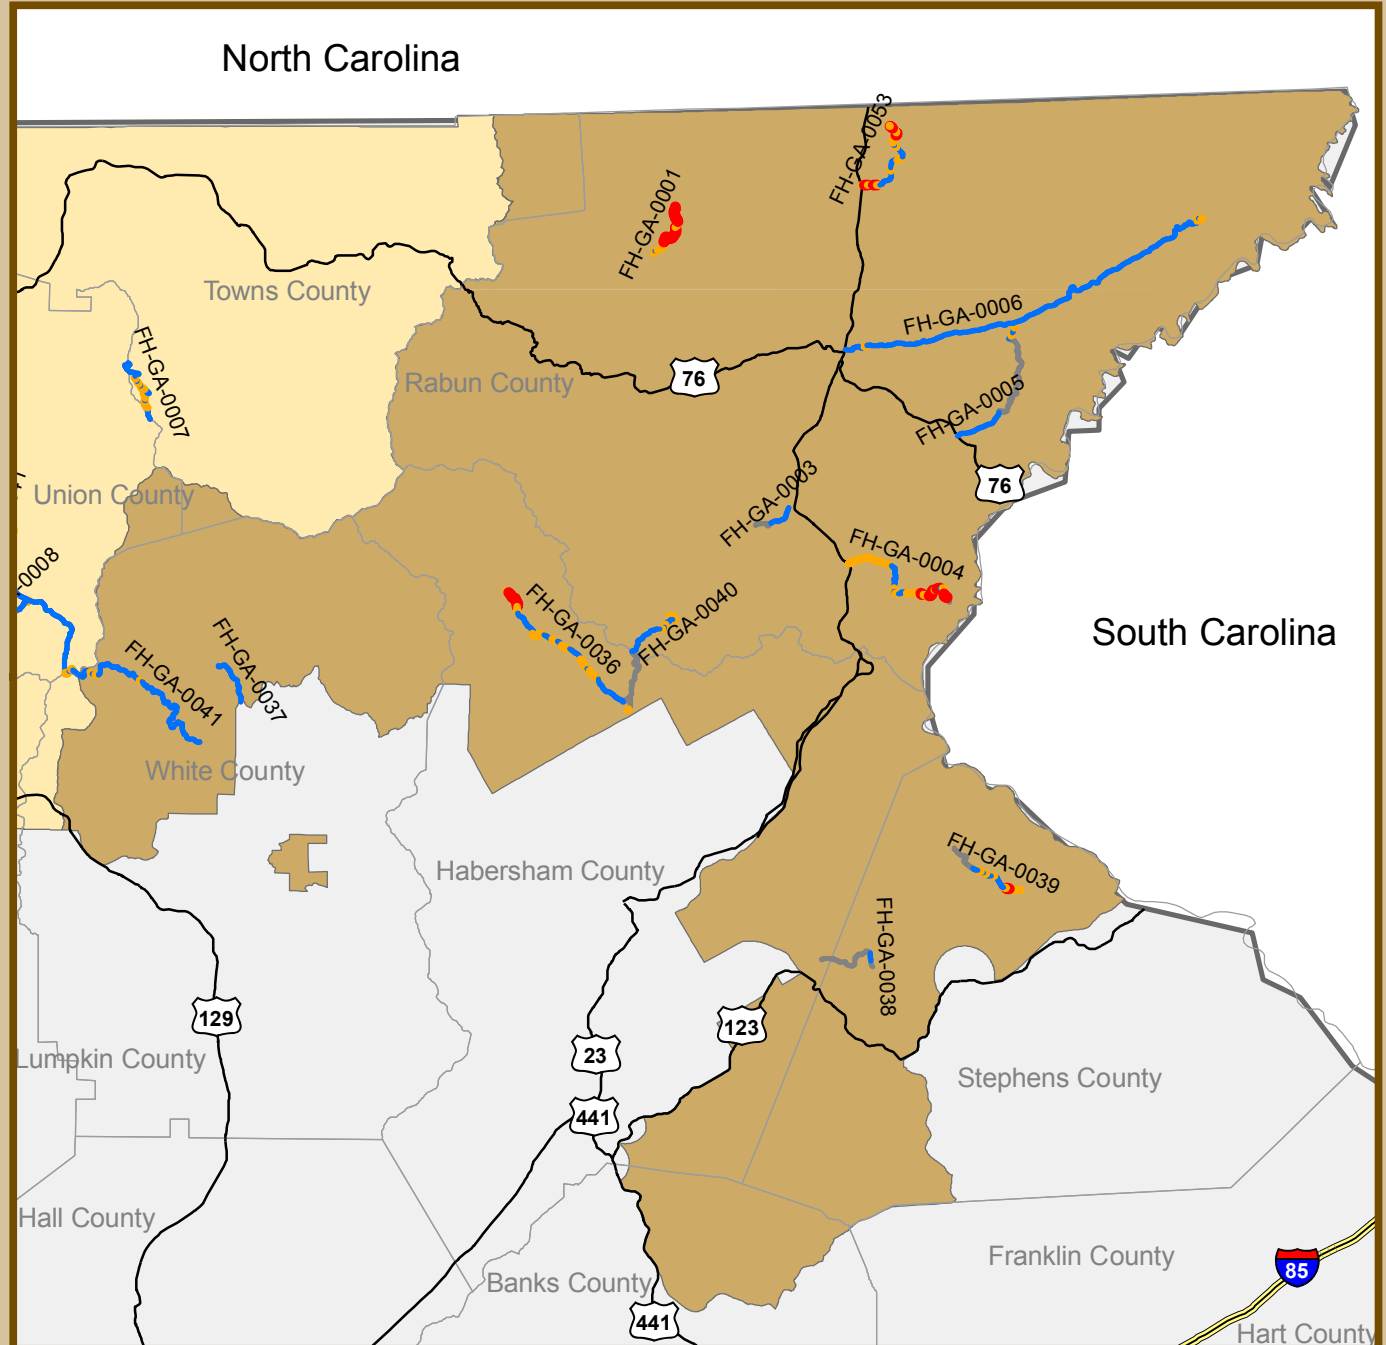 North Carolina
FH-GA-0053
FH-GA-0001
Towns County
FH-GA-0006
FH-GA-0007
Rabun County
76
FH-GA-0005
76
Union County
FH-GA-0003
FH-GA-0004
-0008
FH-GA-0036
FH-GA-0040
South Carolina
FH-GA-0037
FH-GA-0041
White County
Habersham County
FH-GA-0039
FH-GA-0038
129
123
23
Lumpkin County
441
Stephens County
Hall County
Franklin County
85
Banks County
441
Hart County